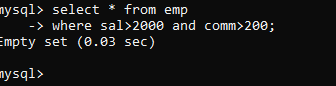 mysql> select * from emp
-> where sal>2000 and comm>200;
Empty set (0.03 sec)
mysql>